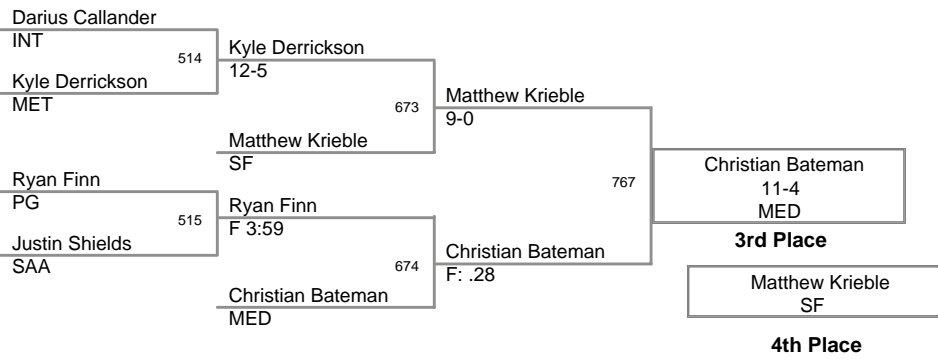 Darius Callander
INT
514
Kyle Derrickson
MET
Kyle Derrickson
12-5
673
Matthew Krieble
SF
Ryan Finn
PG
515
Justin Shields
SAA
Ryan Finn
F 3:59
674
Christian Bateman
MED
Matthew Krieble
9-0
767
Christian Bateman
F: .28
Christian Bateman
11-4
MED
3rd Place
Matthew Krieble
SF
4th Place